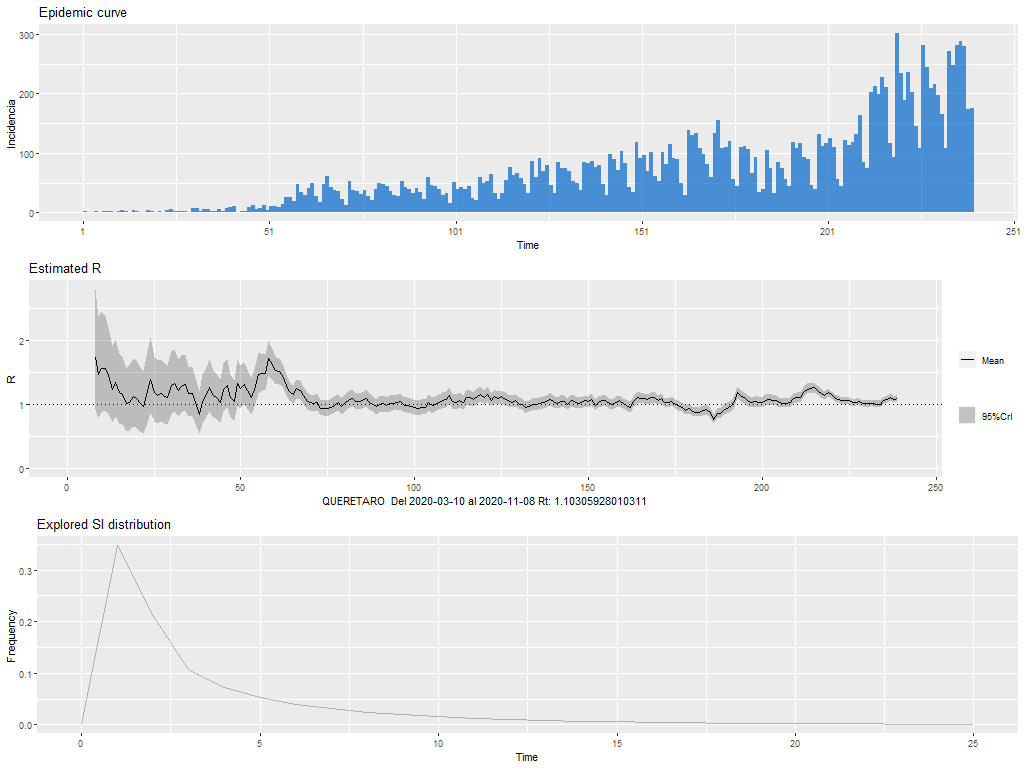 Epidemic curve
300
200
100
0
Incidencia
1
51
101
151
201
251
Time
Estimated R
2
1
0
R
Mean
95%CrI
0
50
100
150
200
250
QUERETARO Del 2020-03-10 al 2020-11-08 Rt: 1.10305928010311
Explored SI distribution
0.3
0.2
0.1
0.0
Frequency
0
5
10
15
20
25
Time